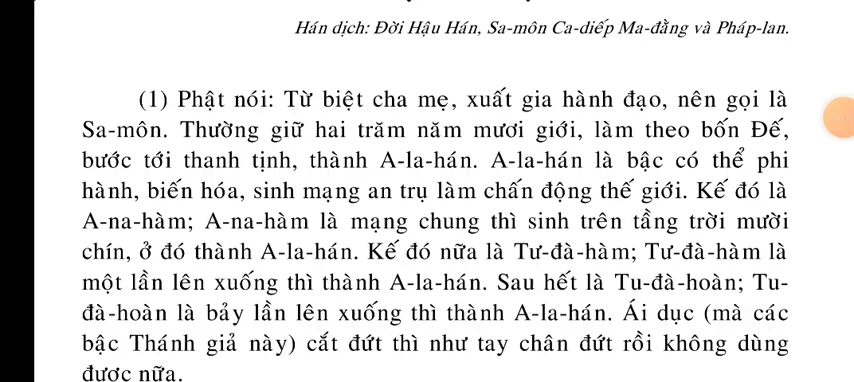 Hán dịch: Đời Hậu Hán, Sa-môn Ca-diếp Ma-đằng và Pháp-lan.
(1) Phật nói: Từ biệt cha mẹ, xuất gia hành đạo, nên gọi là
Sa-môn. Thường giữ hai trăm năm mươi giới, làm theo bốn Đế,
bước tới thanh tịnh, thành A-la-hán. A-la-hán là bậc có thể phi
hành, biến hóa, sinh mạng an trụ làm chấn động thế giới. Kế đó là
A-na-hàm; A-na-hàm là mạng chung thì sinh trên tầng trời mười
chín, ở đó thành A-la-hán. Kế đó nữa là Tư-đà-hàm; Tư-đà-hàm là
một lần lên xuống thì thành A-la-hán. Sau hết là Tu-đà-hoàn; Tu-
đà-hoàn là bảy lần lên xuống thì thành A-la-hán. Ái dục (mà các
bậc Thánh giả này) cắt đứt thì như tay chân đứt rồi không dùng
được nữa.